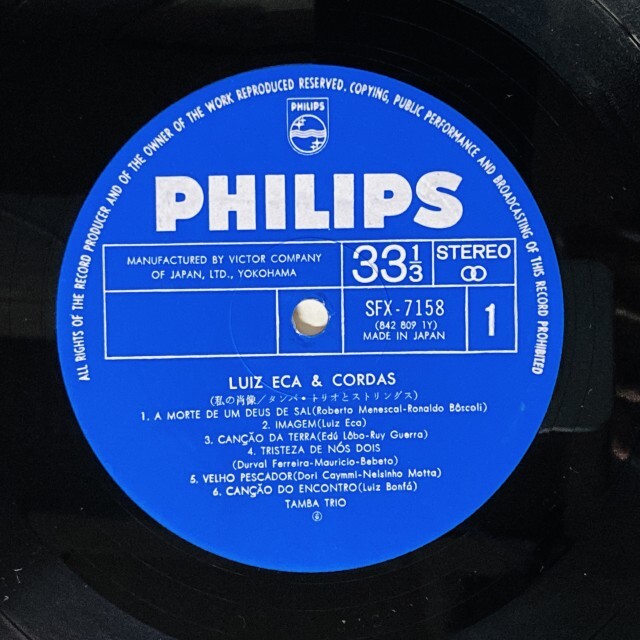 ALL RIGHTS OF THE RECORD PRODUCER AND OF THE OWNER OF THE WORK REPRODUCED RESERVED. COPYING, PUBLIC PERFORMANCE AND BROADCASTING OF THIS RECORD PROHIBITED
PHILIPS
PHILIPS
MANUFACTURED BY VICTOR COMPANY
OF JAPAN, LTD., YOKOHAMA
33 1/3
STEREO
SFX-7158
(842 809 1Y)
MADE IN JAPAN
1
LUIZ ECA & CORDAS
(私の肖像/タンバ・トリオとストリングス)
1. A MORTE DE UM DEUS DE SAL(Roberto Menescal-Ronaldo Bôscoli)
2. IMAGEM(Luiz Eca)
3. CANÇÃO DA TERRA(Edú Lôbo-Ruy Guerra)
4. TRISTEZA DE NÓS DOIS
(Durval Ferreira-Mauricio-Bebeto)
5. VELHO PESCADOR(Dori Caymmi-Nelsinho Motta)
6. CANÇÃO DO ENCONTRO(Luiz Bonfá)
TAMBA TRIO